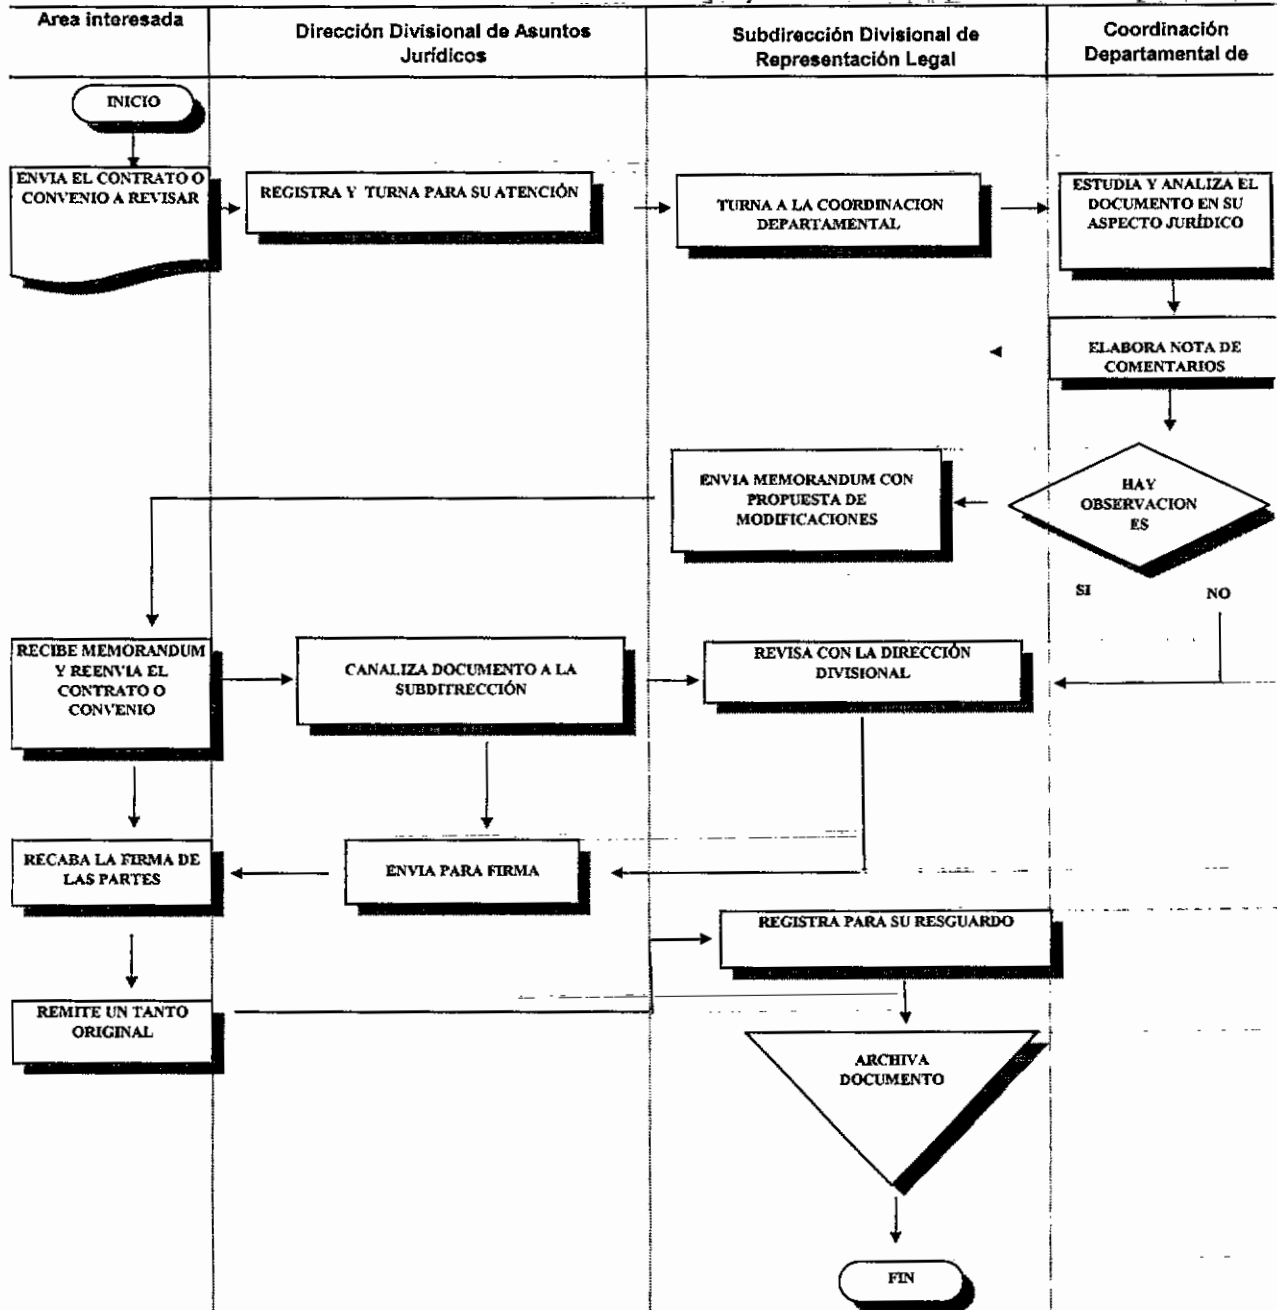 Area interesada
Dirección Divisional de Asuntos
Jurídicos
Subdirección Divisional de
Representación Legal
Coordinación
Departamental de
INICIO
ENVIA EL CONTRATO O
CONVENIO A REVISAR
REGISTRA Y TURNA PARA SU ATENCIÓN
TURNA A LA COORDINACION
DEPARTAMENTAL
ESTUDIA Y ANALIZA EL
DOCUMENTO EN SU
ASPECTO JURÍDICO
ELABORA NOTA DE
COMENTARIOS
ENVIA MEMORANDUM CON
PROPUESTA DE
MODIFICACIONES
HAY
OBSERVACION
ES
SI
NO
RECIBE MEMORANDUM
Y REENVIA EL
CONTRATO O
CONVENIO
CANALIZA DOCUMENTO A LA
SUBDITRECCIÓN
REVISA CON LA DIRECCIÓN
DIVISIONAL
RECABA LA FIRMA DE
LAS PARTES
ENVIA PARA FIRMA
REGISTRA PARA SU RESGUARDO
REMITE UN TANTO
ORIGINAL
ARCHIVA
DOCUMENTO
FIN